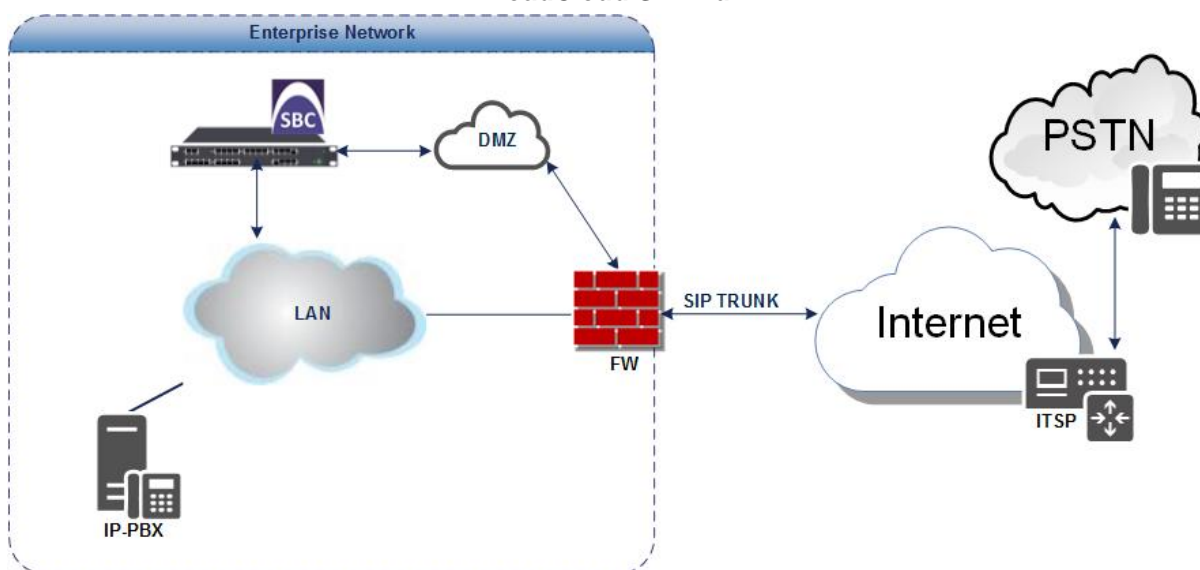 Enterprise Network
SBC
DMZ
PSTN
LAN
SIP TRUNK
Internet
FW
ITSP
IP-PBX